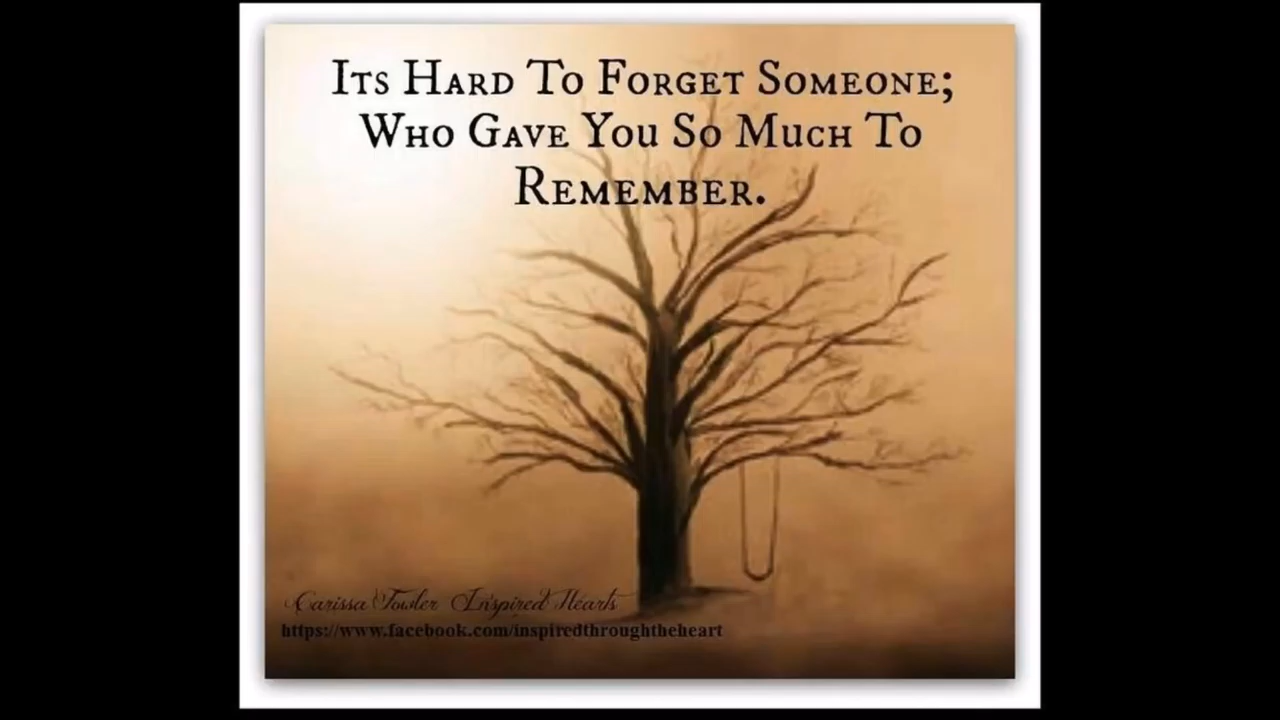 Its Hard To Forget Someone;
Who Gave You So Much To
Remember.
Carissa Fowler Inspired Hearts
https://www.facebook.com/inspiredthroughtheheart